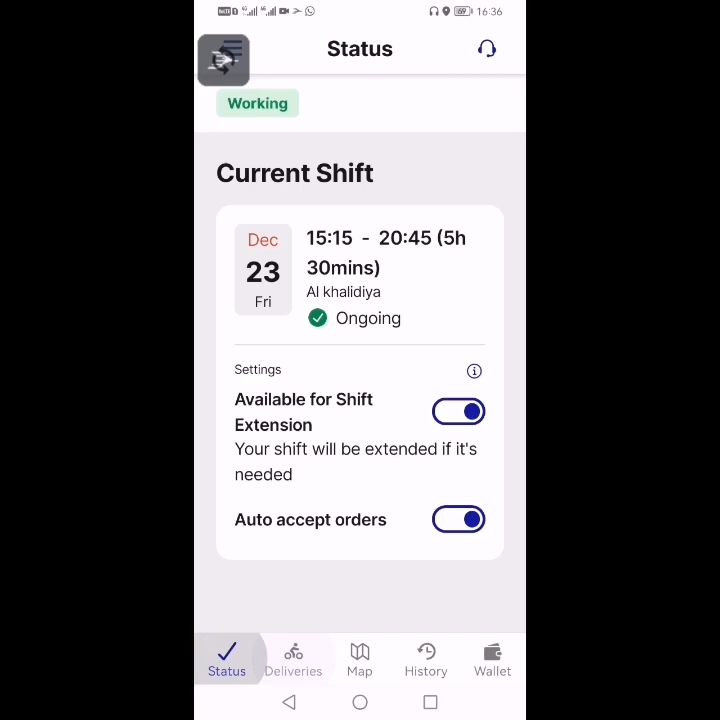 16:36
Status
Working
Current Shift
Dec
23
Fri
15:15 - 20:45 (5h
30mins)
Al khalidiya
Ongoing
Settings
Available for Shift
Extension
Your shift will be extended if it's
needed
Auto accept orders
Status
Deliveries
Map
History
Wallet